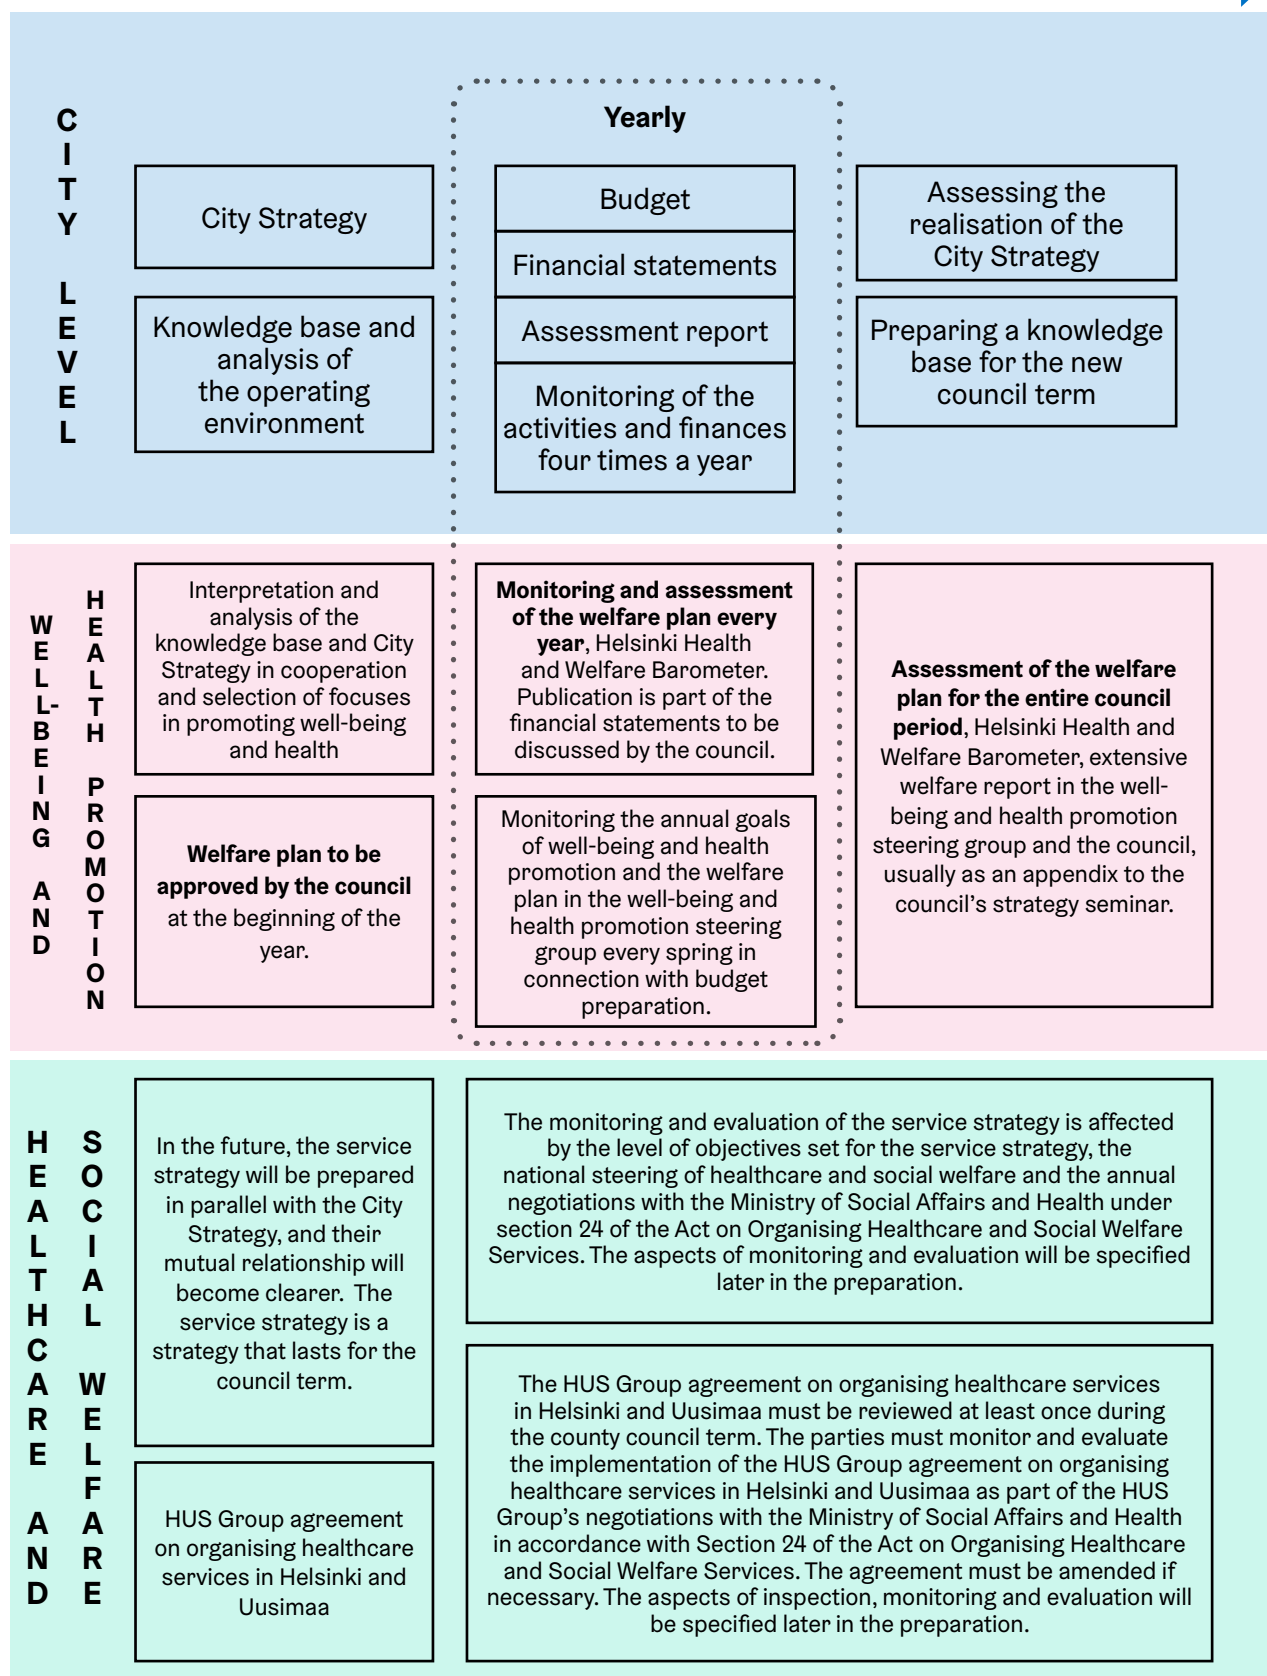 CITY LEVEL
Yearly
City Strategy
Knowledge base and
analysis of
the operating
environment
Budget
Financial statements
Assessment report
Monitoring of the
activities and finances
four times a year
Assessing the
realisation of the
City Strategy
Preparing a knowledge
base for the new
council term
WELL-BEING AND
HEALTH PROMOTION
Interpretation and
analysis of the
knowledge base and City
Strategy in cooperation
and selection of focuses
in promoting well-being
and health
Welfare plan to be
approved by the council
at the beginning of the
year.
Monitoring and assessment
of the welfare plan every
year, Helsinki Health
and Welfare Barometer.
Publication is part of the
financial statements to be
discussed by the council.
Monitoring the annual goals
of well-being and health
promotion and the welfare
plan in the well-being and
health promotion steering
group every spring in
connection with budget
preparation.
Assessment of the welfare
plan for the entire council
period, Helsinki Health and
Welfare Barometer, extensive
welfare report in the well-
being and health promotion
steering group and the council,
usually as an appendix to the
council's strategy seminar.
HEALTHCARE AND
SOCIAL WELFARE
In the future, the service
strategy will be prepared
in parallel with the City
Strategy, and their
mutual relationship will
become clearer. The
service strategy is a
strategy that lasts for the
council term.
HUS Group agreement
on organising healthcare
services in Helsinki and
Uusimaa
The monitoring and evaluation of the service strategy is affected
by the level of objectives set for the service strategy, the
national steering of healthcare and social welfare and the annual
negotiations with the Ministry of Social Affairs and Health under
section 24 of the Act on Organising Healthcare and Social Welfare
Services. The aspects of monitoring and evaluation will be specified
later in the preparation.
The HUS Group agreement on organising healthcare services
in Helsinki and Uusimaa must be reviewed at least once during
the county council term. The parties must monitor and evaluate
the implementation of the HUS Group agreement on organising
healthcare services in Helsinki and Uusimaa as part of the HUS
Group's negotiations with the Ministry of Social Affairs and Health
in accordance with Section 24 of the Act on Organising Healthcare
and Social Welfare Services. The agreement must be amended if
necessary. The aspects of inspection, monitoring and evaluation will
be specified later in the preparation.